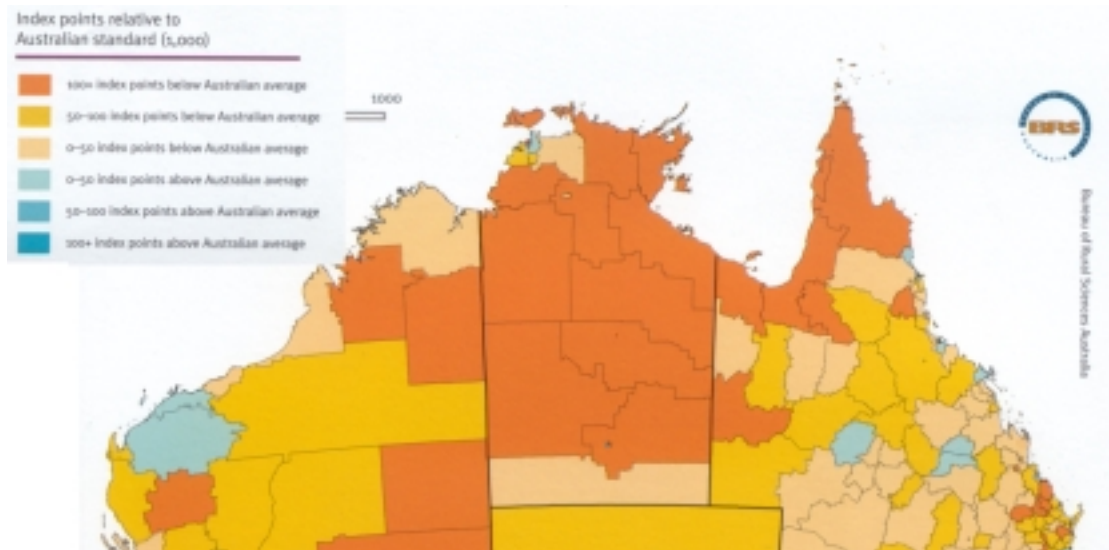 Index points relative to
Australian standard (1,000)
100+ index points below Australian average
50-100 index points below Australian average
0-50 index points below Australian average
0-50 index points above Australian average
50-100 index points above Australian average
100+ index points above Australian average
1000
BRS
AUSTRALIA
Bureau of Rural Sciences Australia